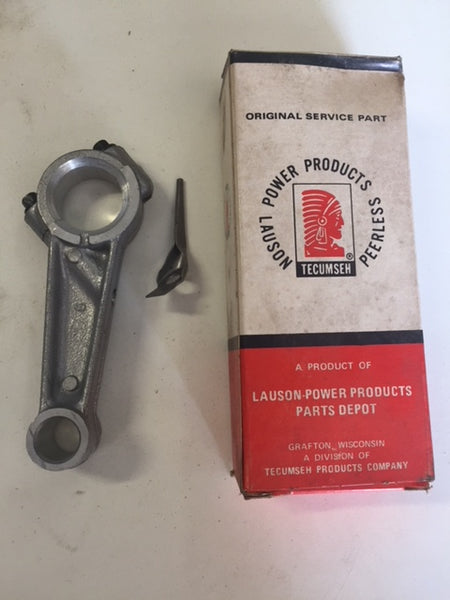 ORIGINAL SERVICE PART
LAUSON POWER PRODUCTS PEERLESS
TECUMSEH ®
A PRODUCT OF
LAUSON-POWER PRODUCTS
PARTS DEPOT
GRAFTON, WISCONSIN
A DIVISION OF
TECUMSEH PRODUCTS COMPANY